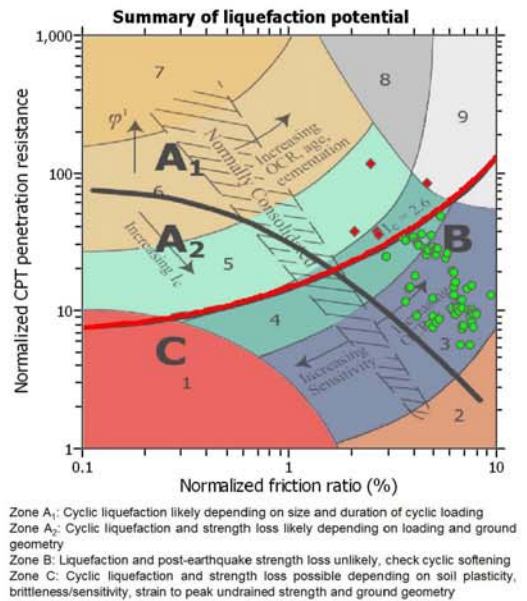 Summary of liquefaction potential
1,000
100
10
1
0.1
1
10
Normalized CPT penetration resistance
Normalized friction ratio (%)
7
8
9
φ'
A1
Normally Consolidated
Increasing OCR, age, cementation
6
A2
Increasing Ic
5
Ic = 2.6
B
4
C
1
Increasing Sensitivity
3
2
Zone A1: Cyclic liquefaction likely depending on size and duration of cyclic loading
Zone A2: Cyclic liquefaction and strength loss likely depending on loading and ground
geometry
Zone B: Liquefaction and post-earthquake strength loss unlikely, check cyclic softening
Zone C: Cyclic liquefaction and strength loss possible depending on soil plasticity,
brittleness/sensitivity, strain to peak undrained strength and ground geometry